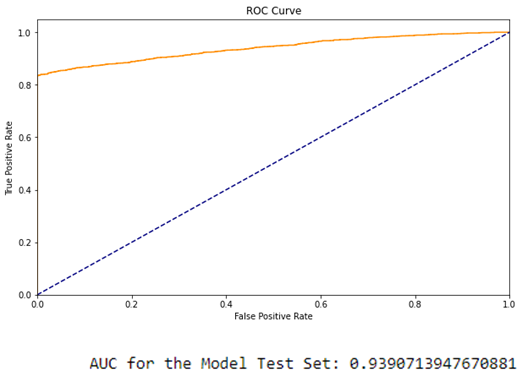 ROC Curve
1.0
0.8
0.6
0.4
0.2
0.0
True Positive Rate
0.0 0.2 0.4 0.6 0.8 1.0
False Positive Rate
AUC for the Model Test Set: 0.9390713947670881